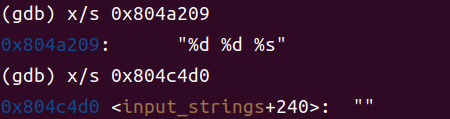 (gdb) x/s 0x804a209
0x804a209:      "%d %d %s"
(gdb) x/s 0x804c4d0
0x804c4d0 <input_strings+240>:  ""